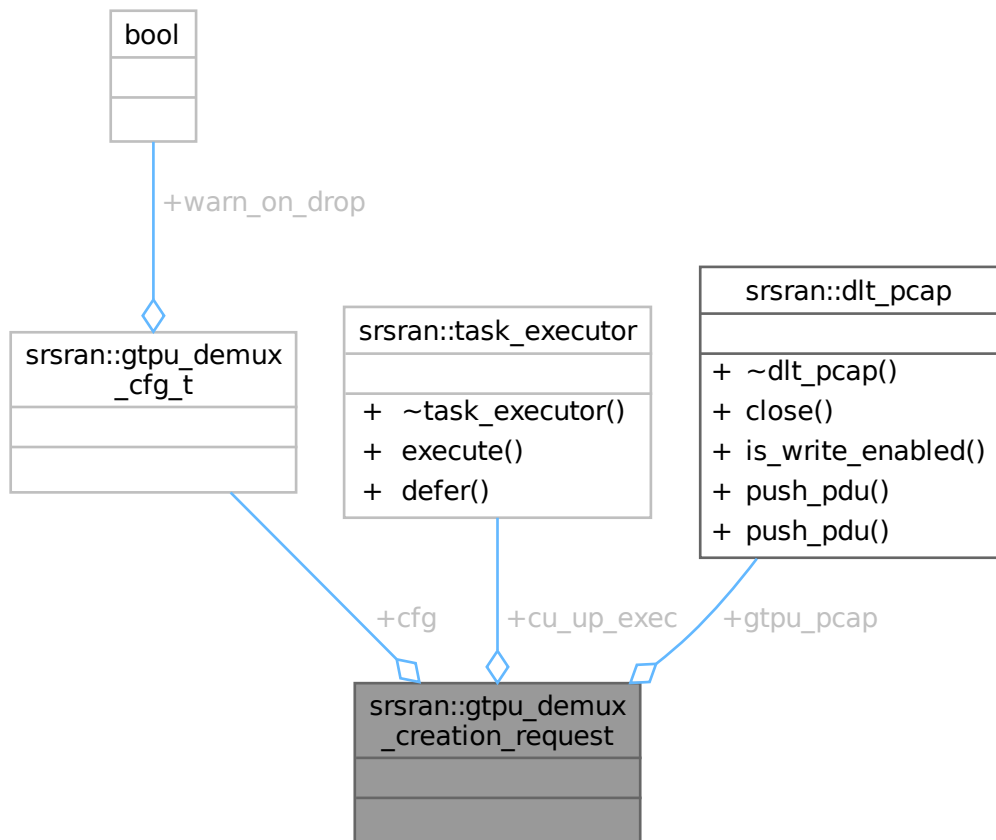 bool
+warn_on_drop
srsran::dlt_pcap
+ ~dlt_pcap()
+ close()
+ is_write_enabled()
+ push_pdu()
+ push_pdu()
srsran::task_executor
+ ~task_executor()
+ execute()
+ defer()
srsran::gtpu_demux
_cfg_t
+cfg
+cu_up_exec
+gtpu_pcap
srsran::gtpu_demux
_creation_request